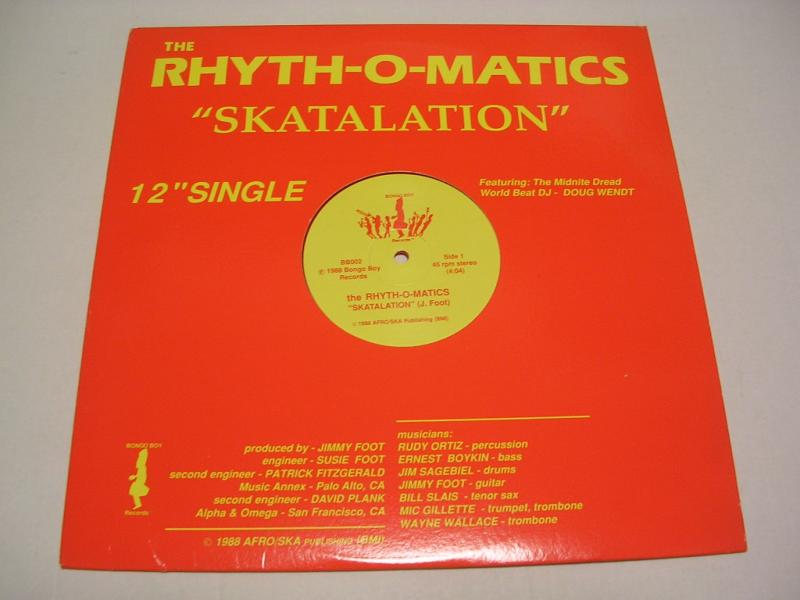 THE
RHYTH-O-MATICS
"SKATALATION"
12" SINGLE
Featuring: The Midnite Dread
World Beat DJ - DOUG WENDT
BONGO BOY
Records
BB002
℗ 1988 Bongo Boy
Records
Side 1
45 rpm stereo
(4:04)
the RHYTH-O-MATICS
"SKATALATION" (J. Foot)
© 1988 AFRO/SKA Publishing (BMI)
BONGO BOY
Records
produced by - JIMMY FOOT
engineer - SUSIE FOOT
second engineer - PATRICK FITZGERALD
Music Annex - Palo Alto, CA
second engineer - DAVID PLANK
Alpha & Omega - San Francisco, CA
© 1988 AFRO/SKA PUBLISHING (BMI)
musicians:
RUDY ORTIZ - percussion
ERNEST BOYKIN - bass
JIM SAGEBIEL - drums
JIMMY FOOT - guitar
BILL SLAIS - tenor sax
MIC GILLETTE - trumpet, trombone
WAYNE WALLACE - trombone